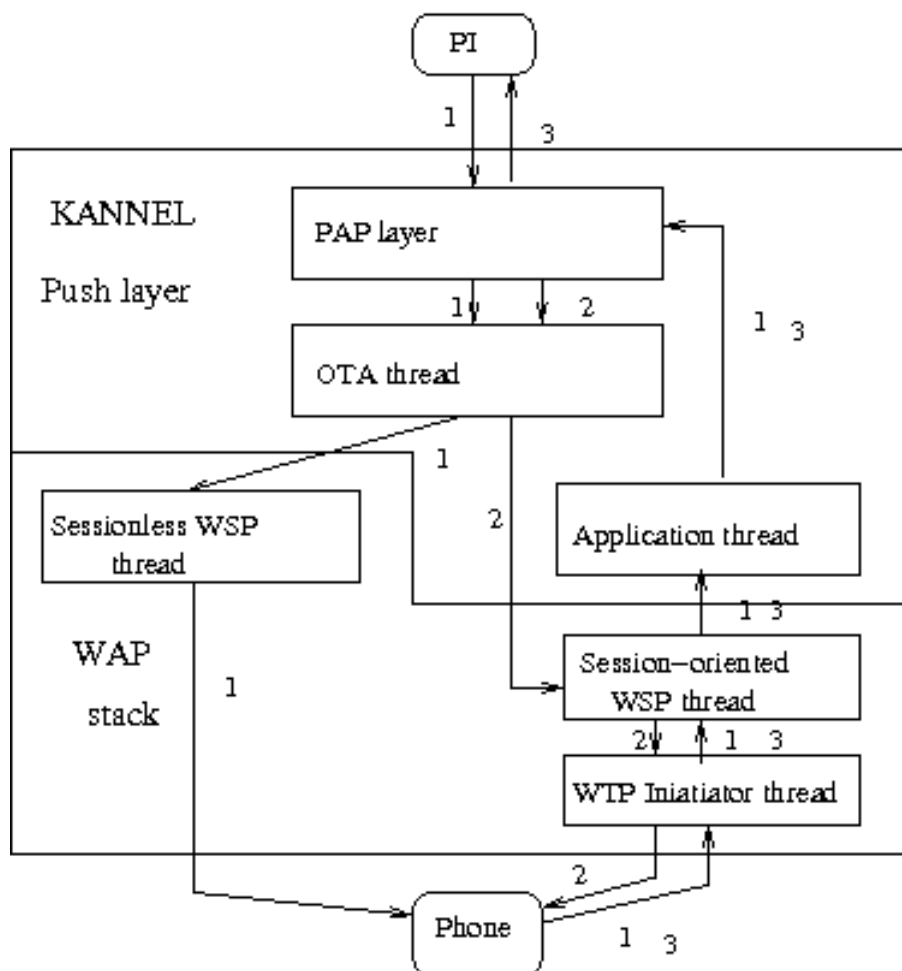 PI
1
3
KANNEL
Push layer
PAP layer
1
2
1
3
OTA thread
1
2
Sessionless WSP
thread
Application thread
1
3
WAP
stack
1
Session-oriented
WSP thread
2
1
3
WTP Iniatiator thread
2
Phone
1
3